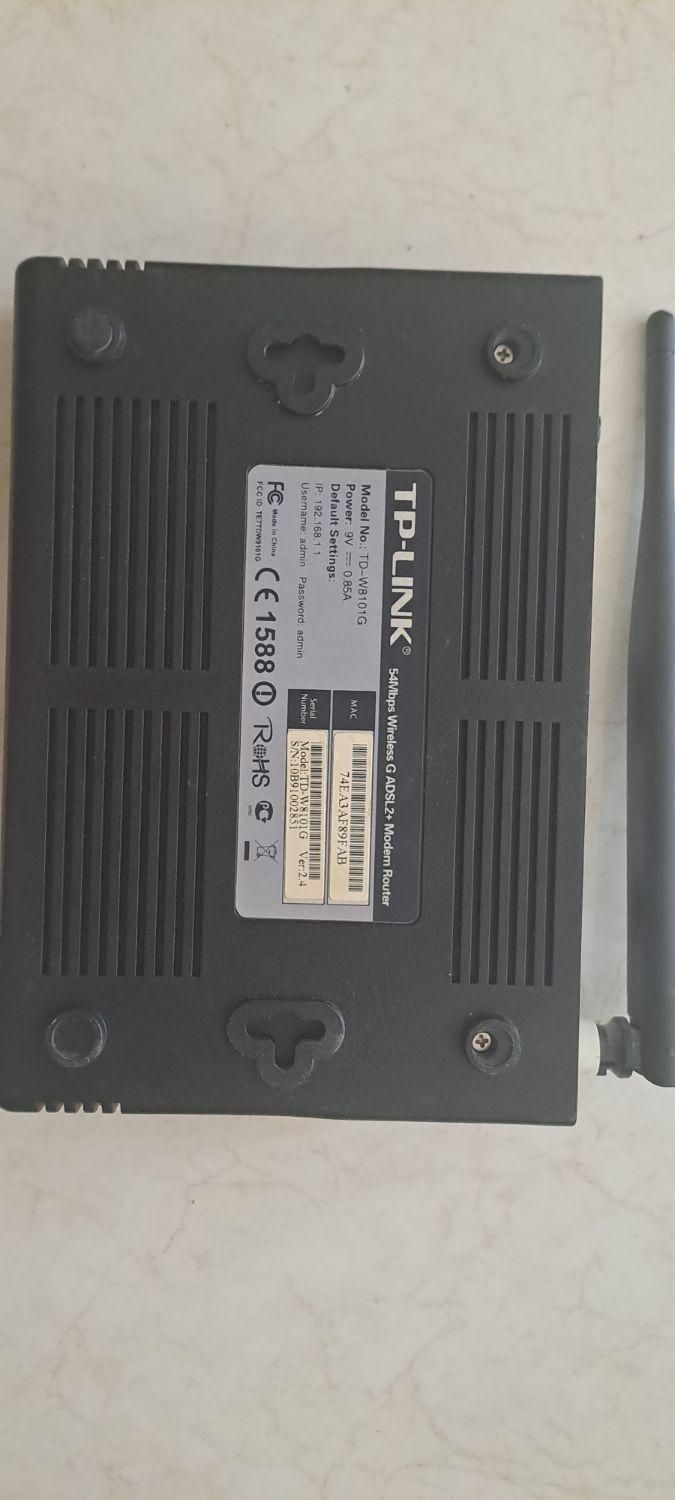 TP-LINK® 54Mbps Wireless G ADSL2+ Modem Router
Model No.: TD-W8101G
Power: 9V ⎓ 0.85A
Default Settings:
IP: 192.168.1.1
Username: admin Password: admin
FC Made in China
FCC ID: TE7TDW8101G
CE1588
RoHS
MAC
74EA3AF89FAB
Serial
Number
Model:TD-W8101G Ver:2.4
S/N:10B91002851